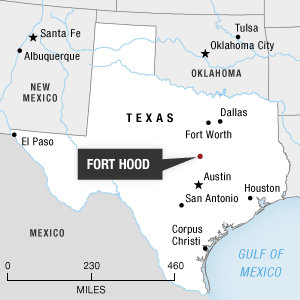 Santa Fe
Tulsa
Albuquerque
Oklahoma City
OKLAHOMA
NEW
MEXICO
TEXAS
Dallas
Fort Worth
El Paso
FORT HOOD
Austin
San Antonio
Houston
MEXICO
Corpus
Christi
GULF OF
MEXICO
0 230 460
MILES